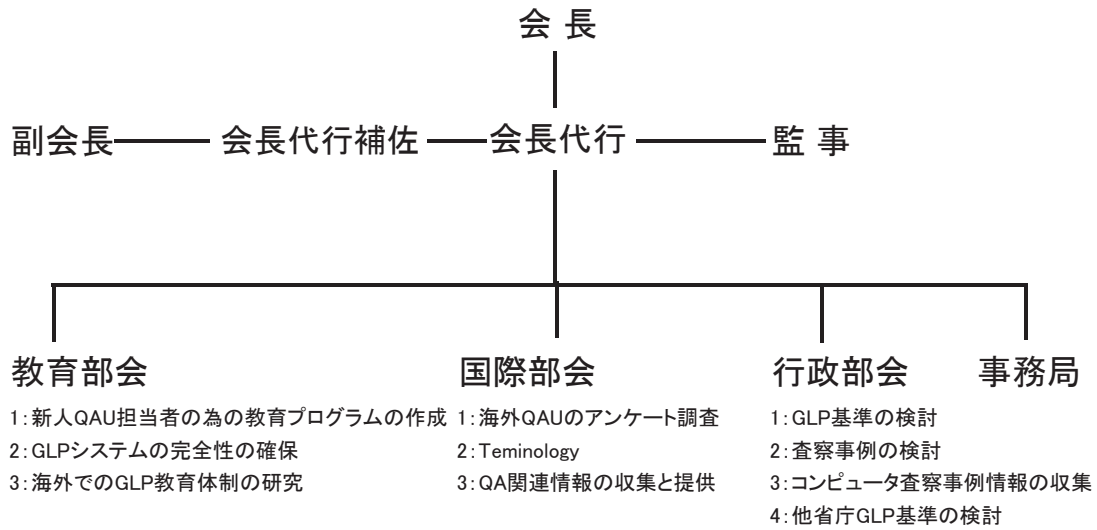 会 長
副会長 会長代行補佐 会長代行 監 事
教育部会
1:新人QAU担当者の為の教育プログラムの作成
2:GLPシステムの完全性の確保
3:海外でのGLP教育体制の研究
国際部会
1:海外QAUのアンケート調査
2:Teminology
3:QA関連情報の収集と提供
行政部会
1:GLP基準の検討
2:査察事例の検討
3:コンピュータ査察事例情報の収集
4:他省庁GLP基準の検討
事務局